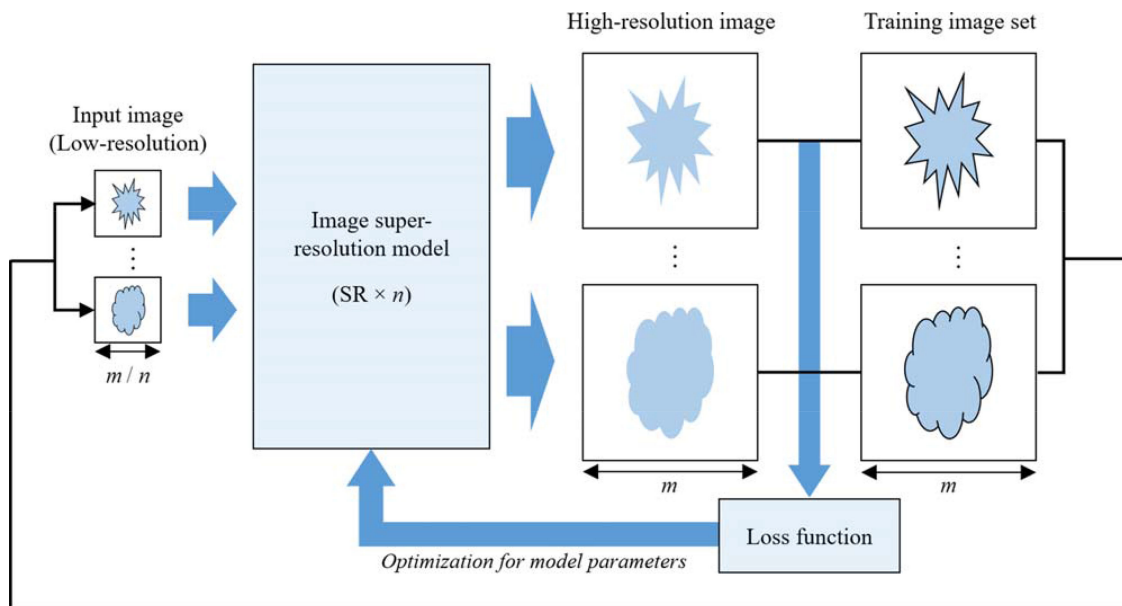 High-resolution image
Training image set
Input image
(Low-resolution)
Image super-
resolution model
(SR × n)
⋮
⋮
⋮
m / n
m
m
Loss function
Optimization for model parameters